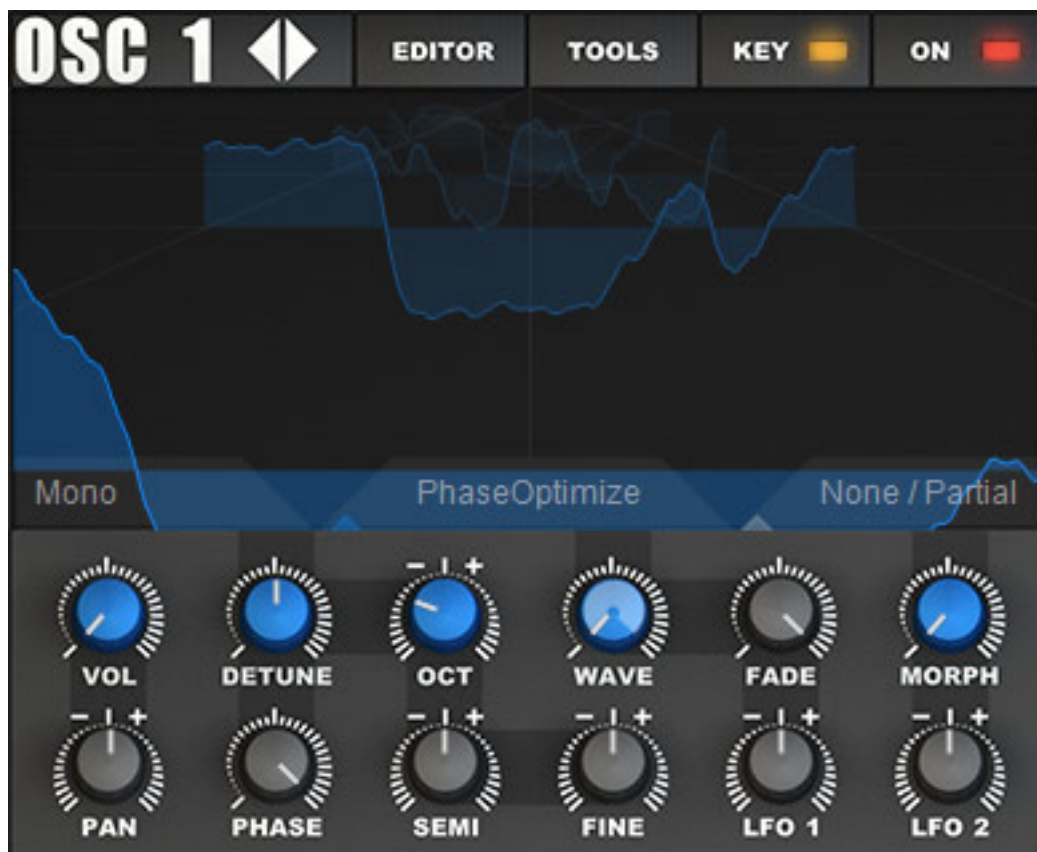 OSC 1 EDITOR TOOLS KEY ON
Mono PhaseOptimize None / Partial
- + 
VOL DETUNE OCT WAVE FADE MORPH
- + - + - + - + - +
PAN PHASE SEMI FINE LFO 1 LFO 2